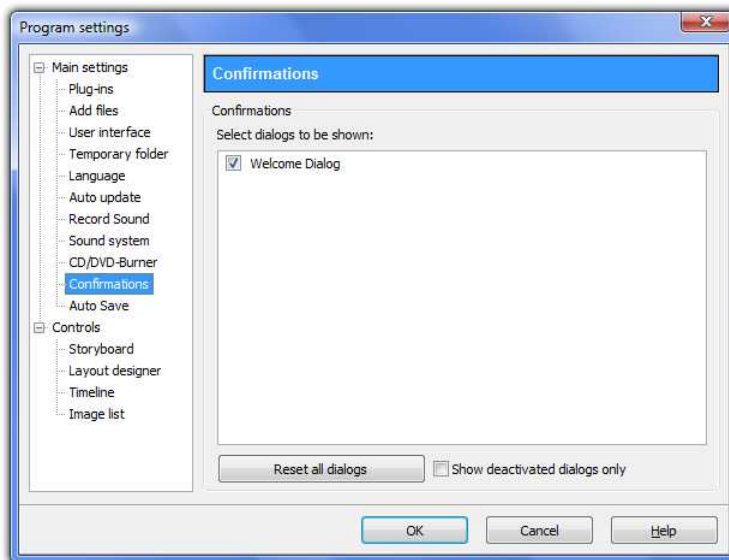 Program settings
Main settings
Plug-ins
Add files
User interface
Temporary folder
Language
Auto update
Record Sound
Sound system
CD/DVD-Burner
Confirmations
Auto Save
Controls
Storyboard
Layout designer
Timeline
Image list
Confirmations
Confirmations
Select dialogs to be shown:
Welcome Dialog
Reset all dialogs
Show deactivated dialogs only
OK
Cancel
Help